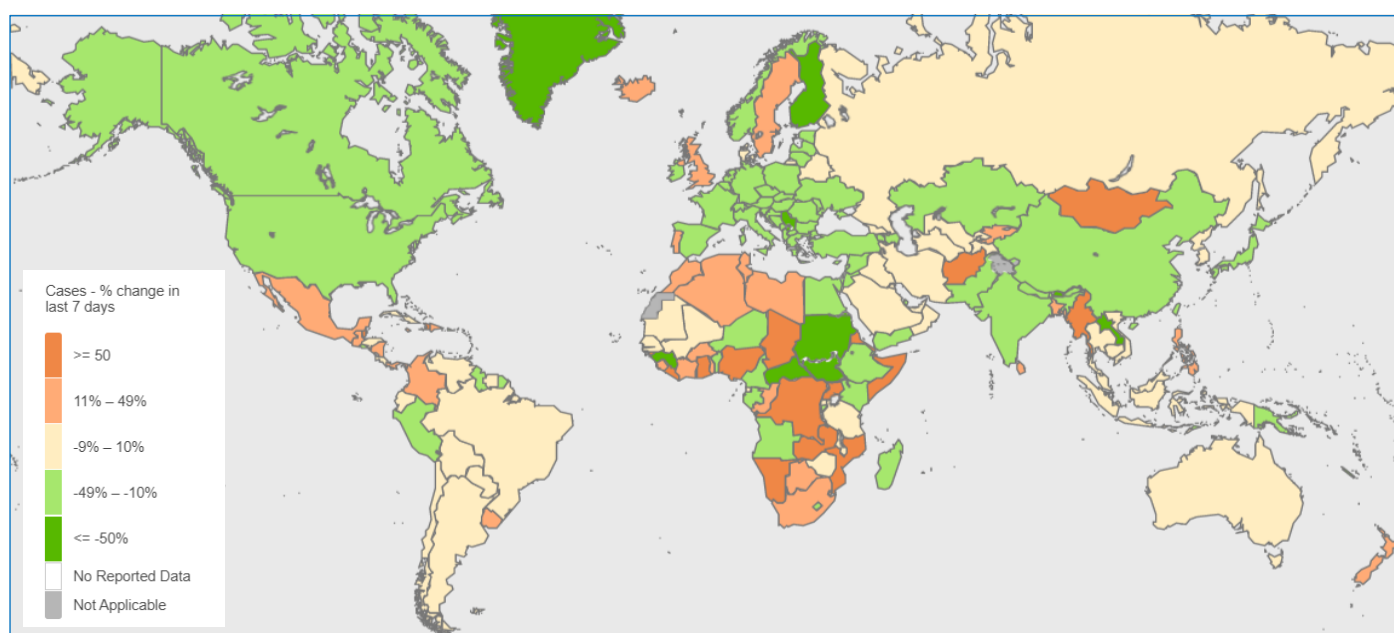 Cases - % change in
last 7 days
>= 50
11% – 49%
-9% – 10%
-49% – -10%
<= -50%
No Reported Data
Not Applicable